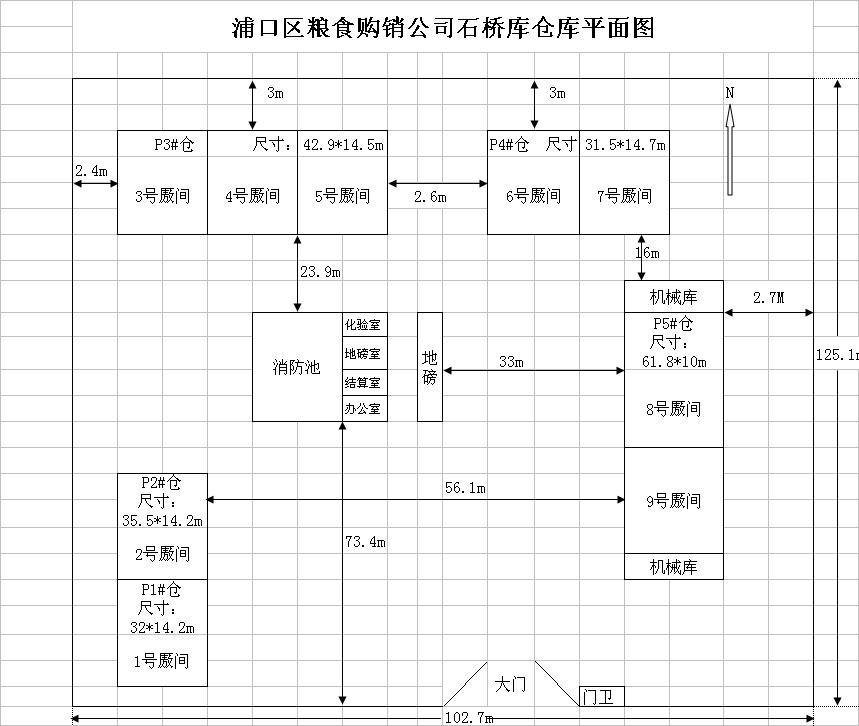 浦口区粮食购销公司石桥库仓库平面图
3m
3m
N
P3#仓
尺寸：
42.9*14.5m
P4#仓
尺寸
31.5*14.7m
2.4m
3号厫间
4号厫间
5号厫间
2.6m
6号厫间
7号厫间
16m
23.9m
机械库
2.7M
化验室
P5#仓
尺寸：
61.8*10m
地磅室
消防池
地磅
33m
125.1m
结算室
办公室
8号厫间
P2#仓
尺寸：
35.5*14.2m
2号厫间
56.1m
9号厫间
73.4m
机械库
P1#仓
尺寸：
32*14.2m
1号厫间
大门
门卫
102.7m